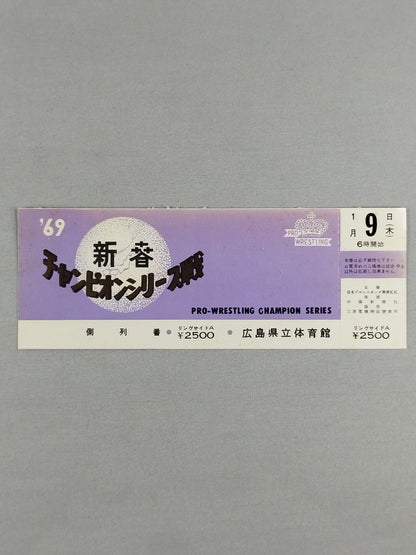 '69
新春
チャンピオンシリーズ戦
PRO-WRESTLING CHAMPION SERIES
PRO
WRESTLING
側 列 番 ● リングサイドA ¥2500 ● 広島県立体育館
1月9日(木)
6時開始
リングサイドA
¥2500